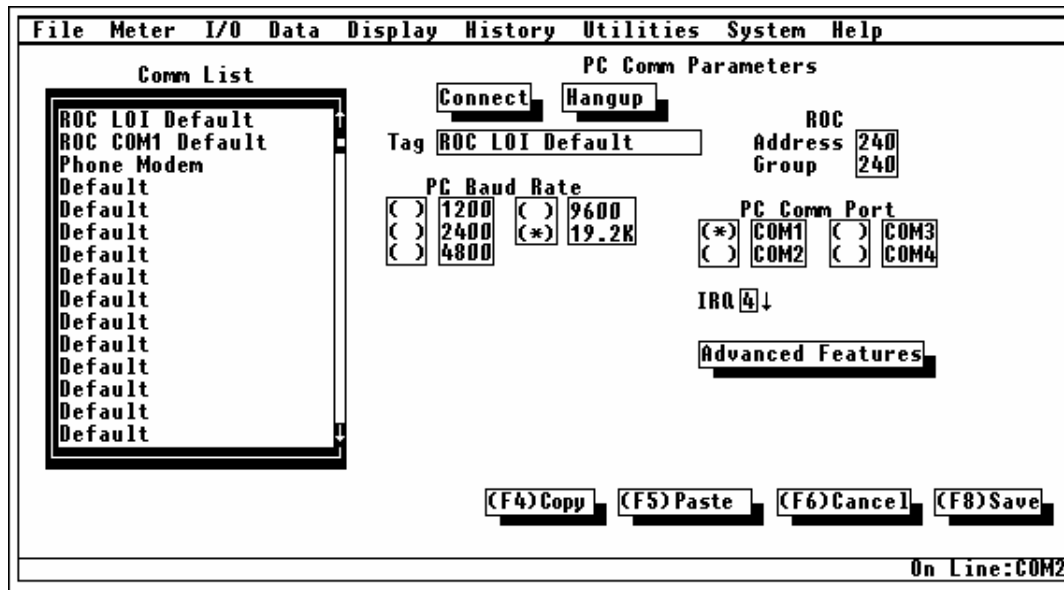 File Meter I/O Data Display History Utilities System Help
Comm List
ROC LOI Default
ROC COM1 Default
Phone Modem
Default
Default
Default
Default
Default
Default
Default
Default
Default
Default
Default
Default
PC Comm Parameters
Connect Hangup
Tag ROC LOI Default
ROC
Address 240
Group 240
PC Baud Rate
( ) 1200 ( ) 9600
( ) 2400 (*) 19.2K
( ) 4800
PC Comm Port
(*) COM1 ( ) COM3
( ) COM2 ( ) COM4
IRQ 4↓
Advanced Features
(F4)Copy (F5)Paste (F6)Cancel (F8)Save
On Line:COM2